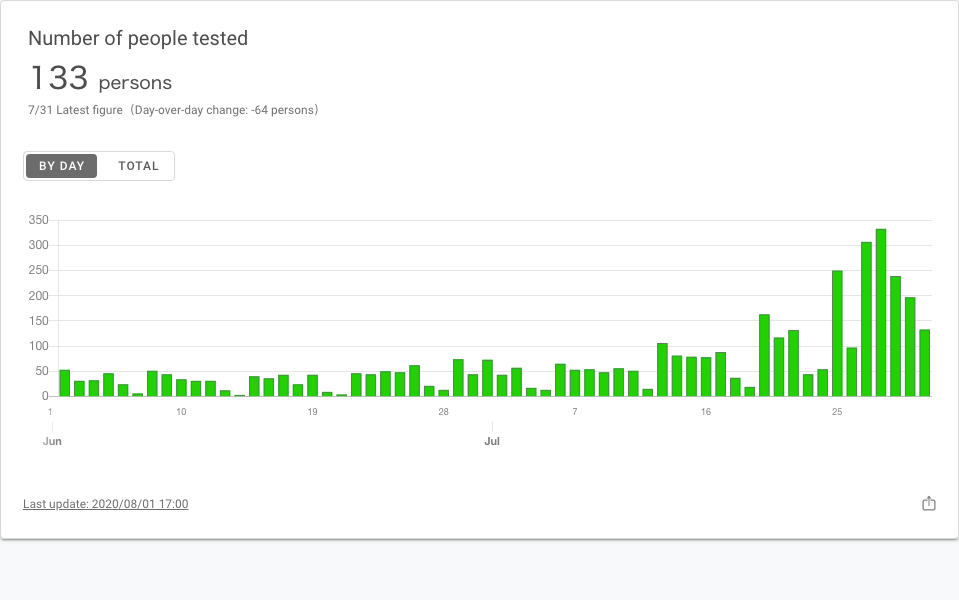 Number of people tested
133 persons
7/31 Latest figure（Day-over-day change: -64 persons）
BY DAY TOTAL
350
300
250
200
150
100
50
0
1 10 19 28 7 16 25
Jun Jul
Last update: 2020/08/01 17:00